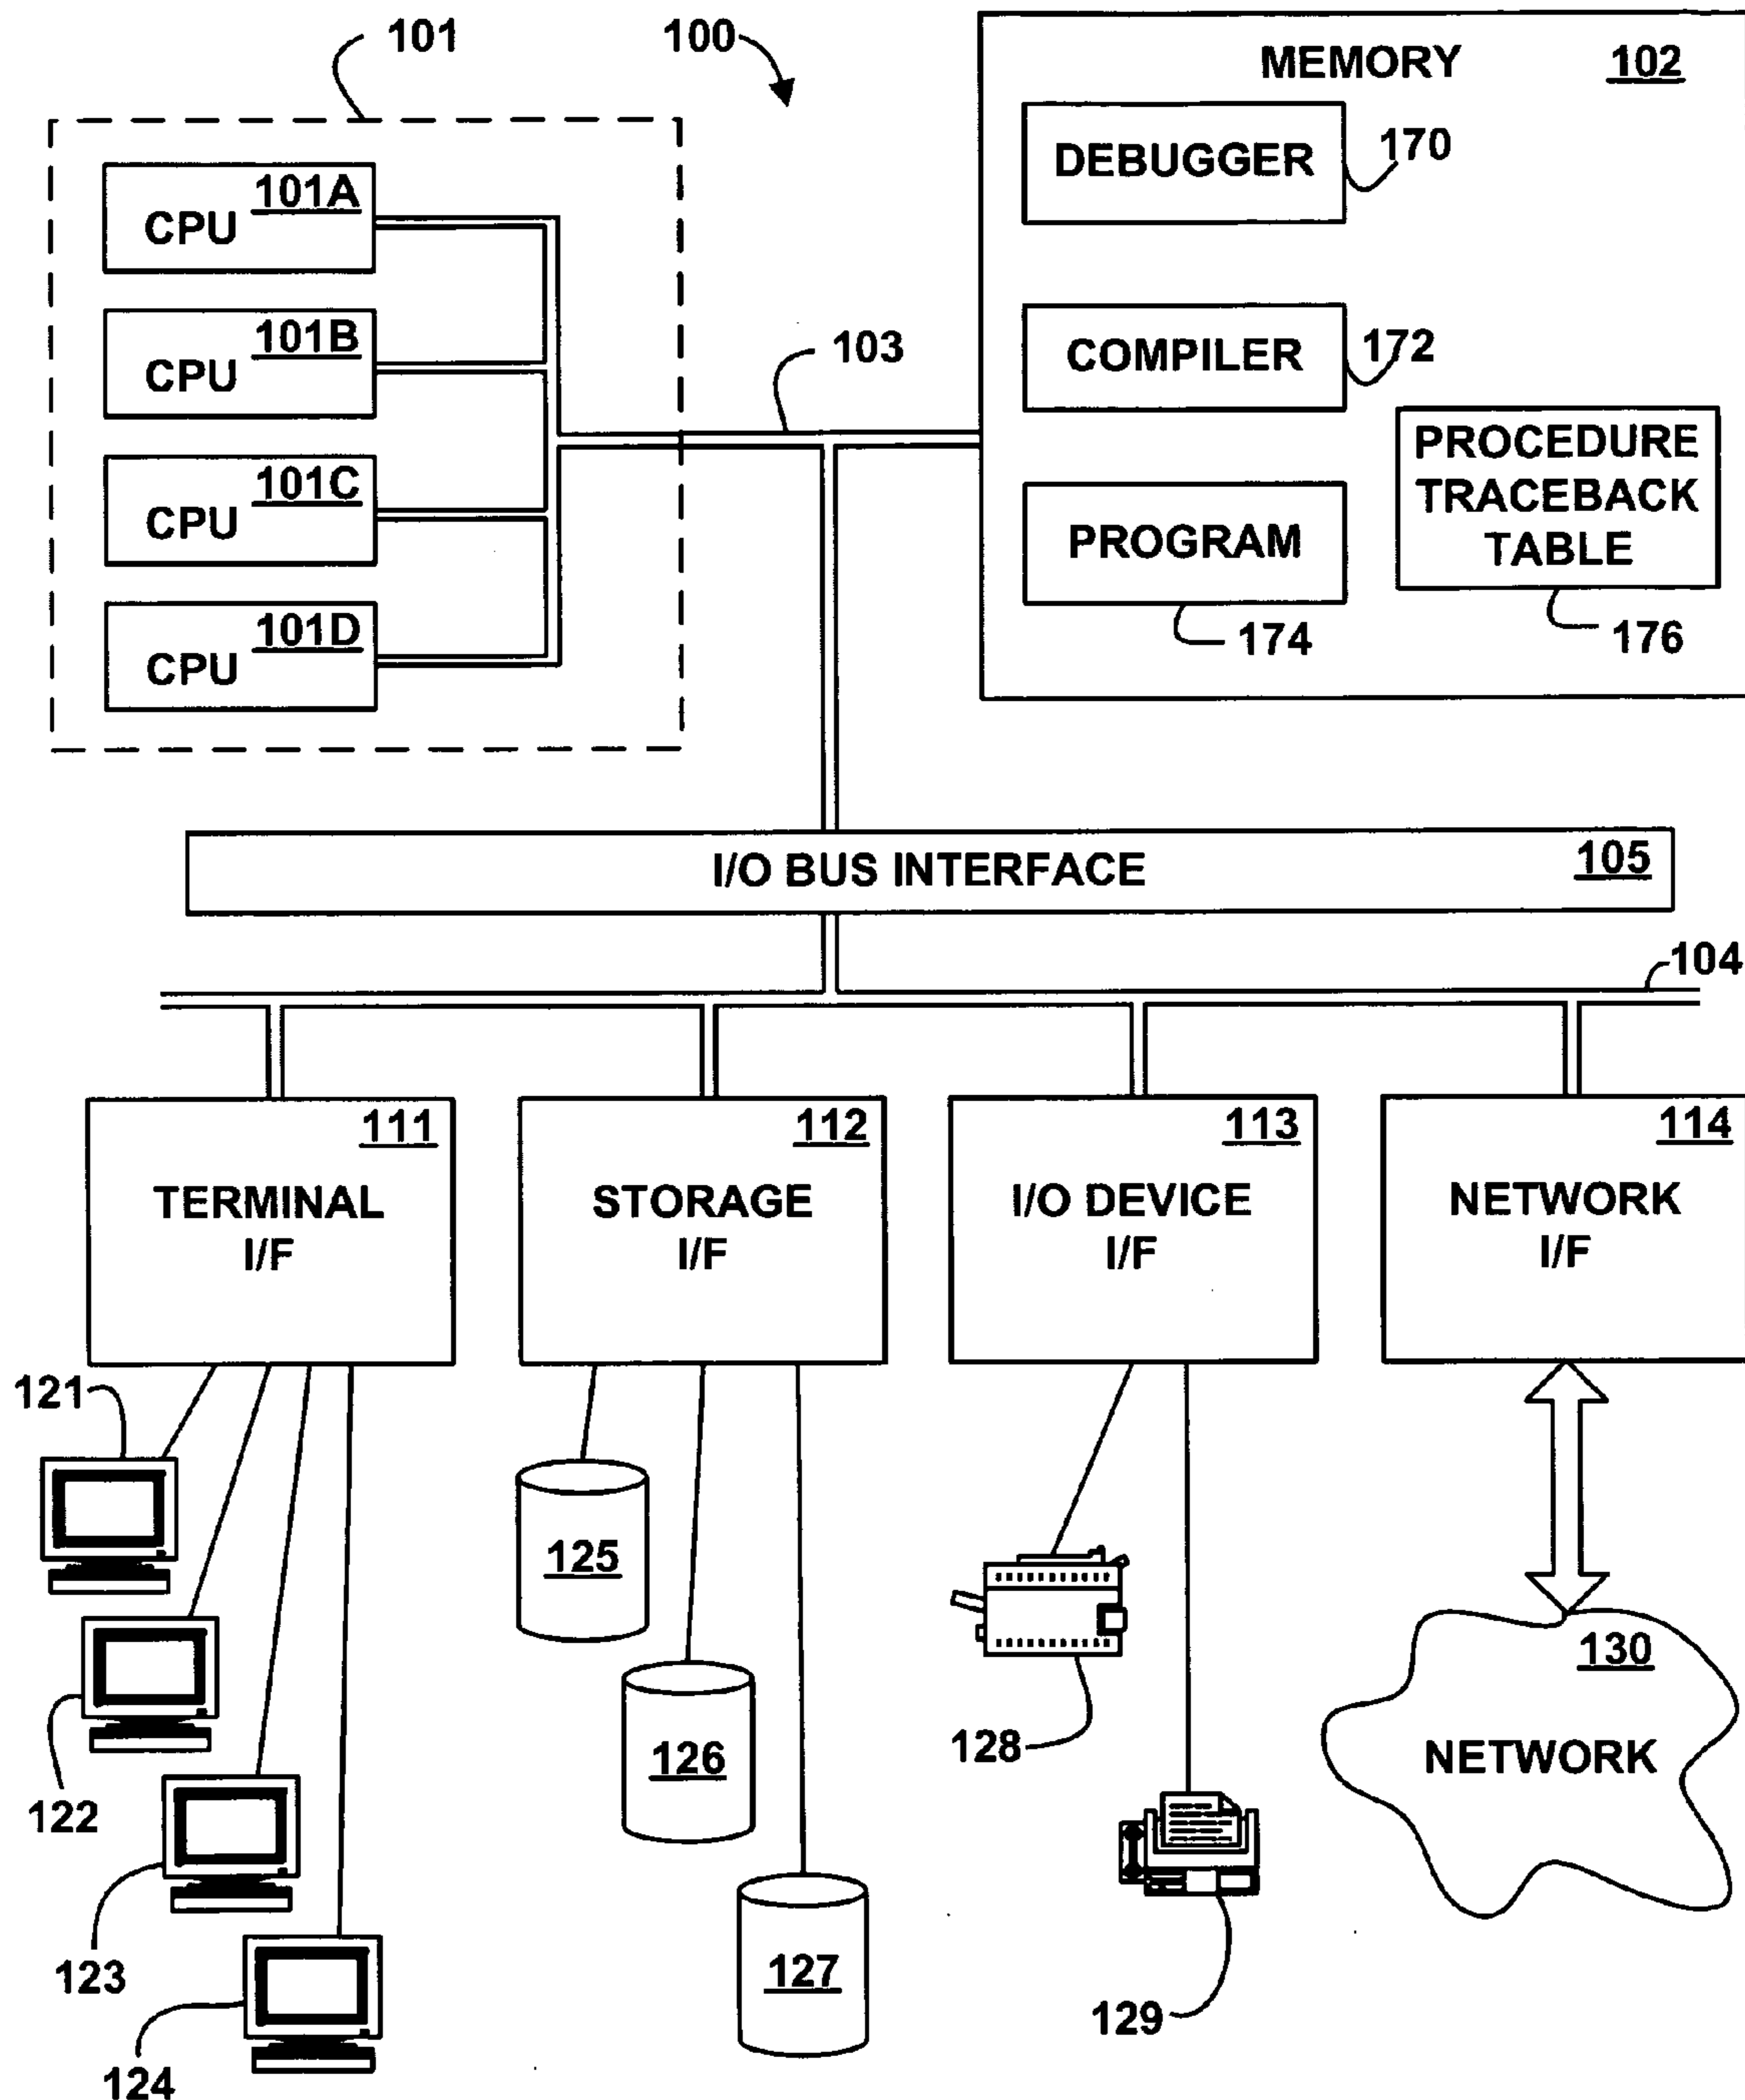 101
100
MEMORY 102
DEBUGGER
170
CPU 101A
CPU 101B
CPU 101C
CPU 101D
103
COMPILER
172
PROCEDURE
TRACEBACK
TABLE
PROGRAM
174
176
I/O BUS INTERFACE 105
104
111
TERMINAL
I/F
112
STORAGE
I/F
113
I/O DEVICE
I/F
114
NETWORK
I/F
121
122
123
124
125
126
127
128
129
130
NETWORK